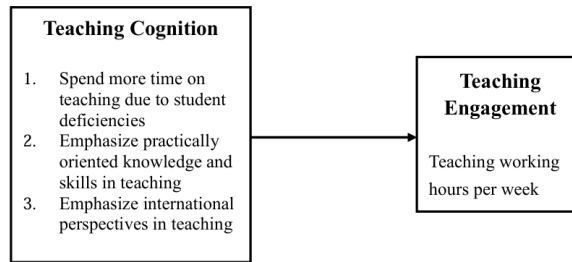 Teaching Cognition
1. Spend more time on
teaching due to student
deficiencies
2. Emphasize practically
oriented knowledge and
skills in teaching
3. Emphasize international
perspectives in teaching
Teaching
Engagement
Teaching working
hours per week